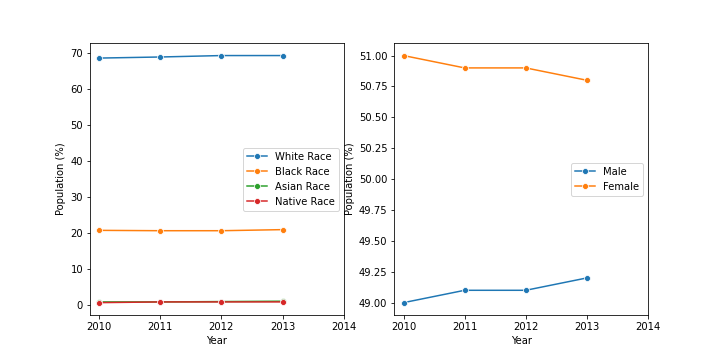 70
60
50
40
30
20
10
0
Population (%)
2010 2011 2012 2013 2014
Year
White Race
Black Race
Asian Race
Native Race
51.00
50.75
50.50
50.25
50.00
49.75
49.50
49.25
49.00
Population (%)
2010 2011 2012 2013 2014
Year
Male
Female